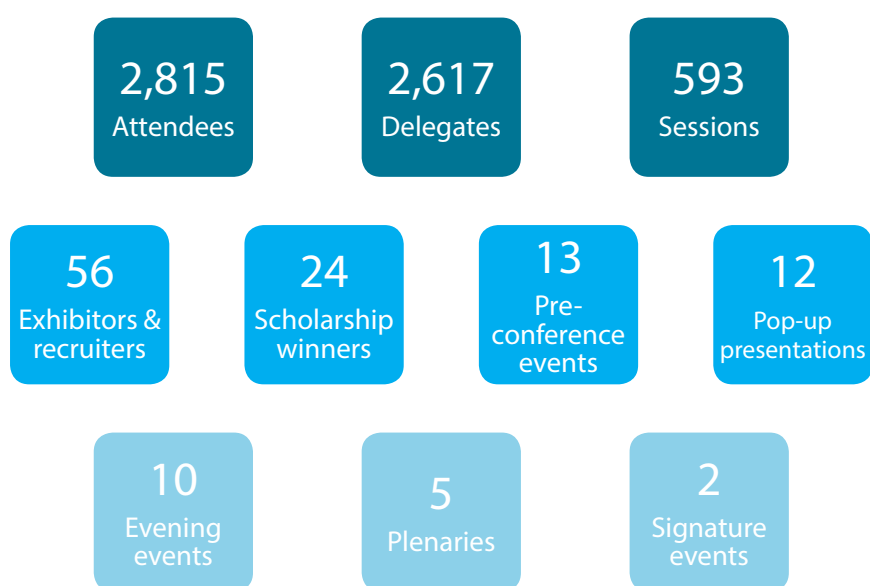 2,815
Attendees
2,617
Delegates
593
Sessions
56
Exhibitors &
recruiters
24
Scholarship
winners
13
Pre-
conference
events
12
Pop-up
presentations
10
Evening
events
5
Plenaries
2
Signature
events